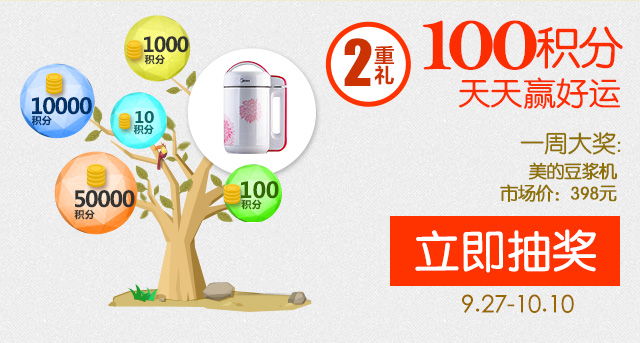 1000
积分
10000
积分
10
积分
50000
积分
100
积分
Midea
2重礼
100积分
天天赢好运
一周大奖:
美的豆浆机
市场价：398元
立即抽奖
9.27-10.10